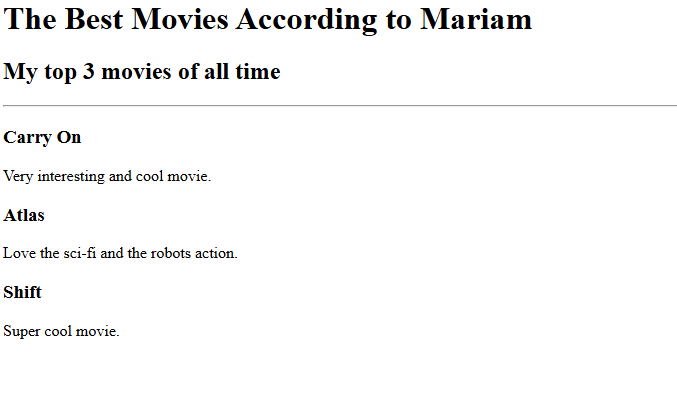 The Best Movies According to Mariam
My top 3 movies of all time
Carry On
Very interesting and cool movie.
Atlas
Love the sci-fi and the robots action.
Shift
Super cool movie.